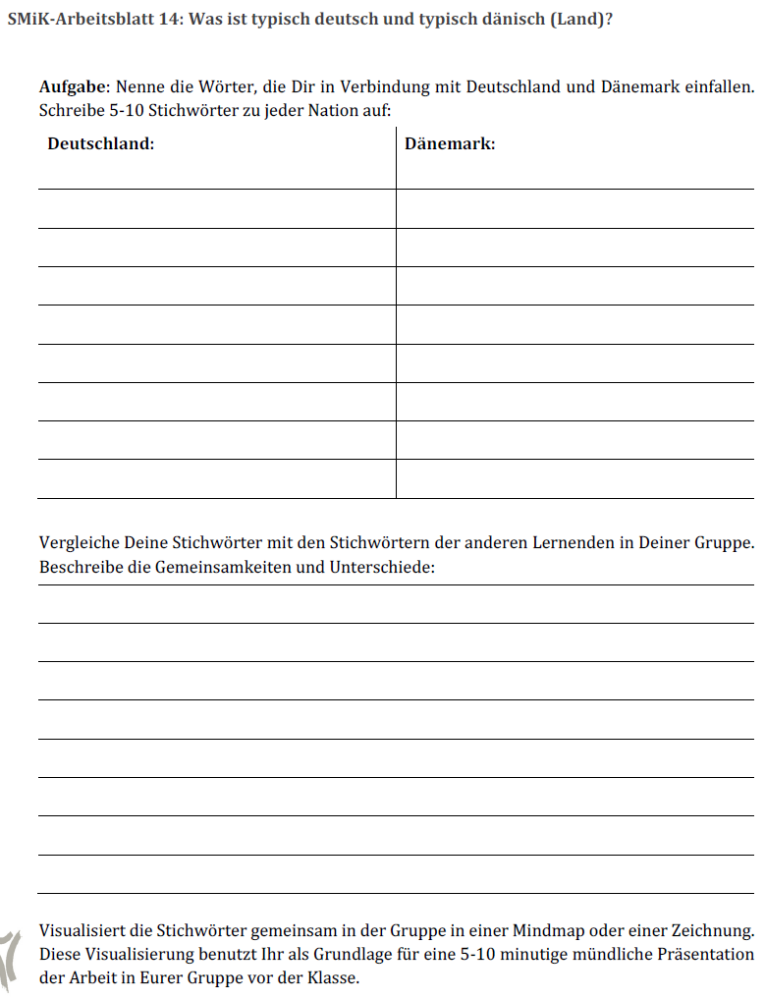 SMiK-Arbeitsblatt 14: Was ist typisch deutsch und typisch dänisch (Land)?
Aufgabe: Nenne die Wörter, die Dir in Verbindung mit Deutschland und Dänemark einfallen.
Schreibe 5-10 Stichwörter zu jeder Nation auf:
Deutschland:
Dänemark:
Vergleiche Deine Stichwörter mit den Stichwörtern der anderen Lernenden in Deiner Gruppe.
Beschreibe die Gemeinsamkeiten und Unterschiede:
Visualisiert die Stichwörter gemeinsam in der Gruppe in einer Mindmap oder einer Zeichnung.
Diese Visualisierung benutzt Ihr als Grundlage für eine 5-10 minutige mündliche Präsentation
der Arbeit in Eurer Gruppe vor der Klasse.